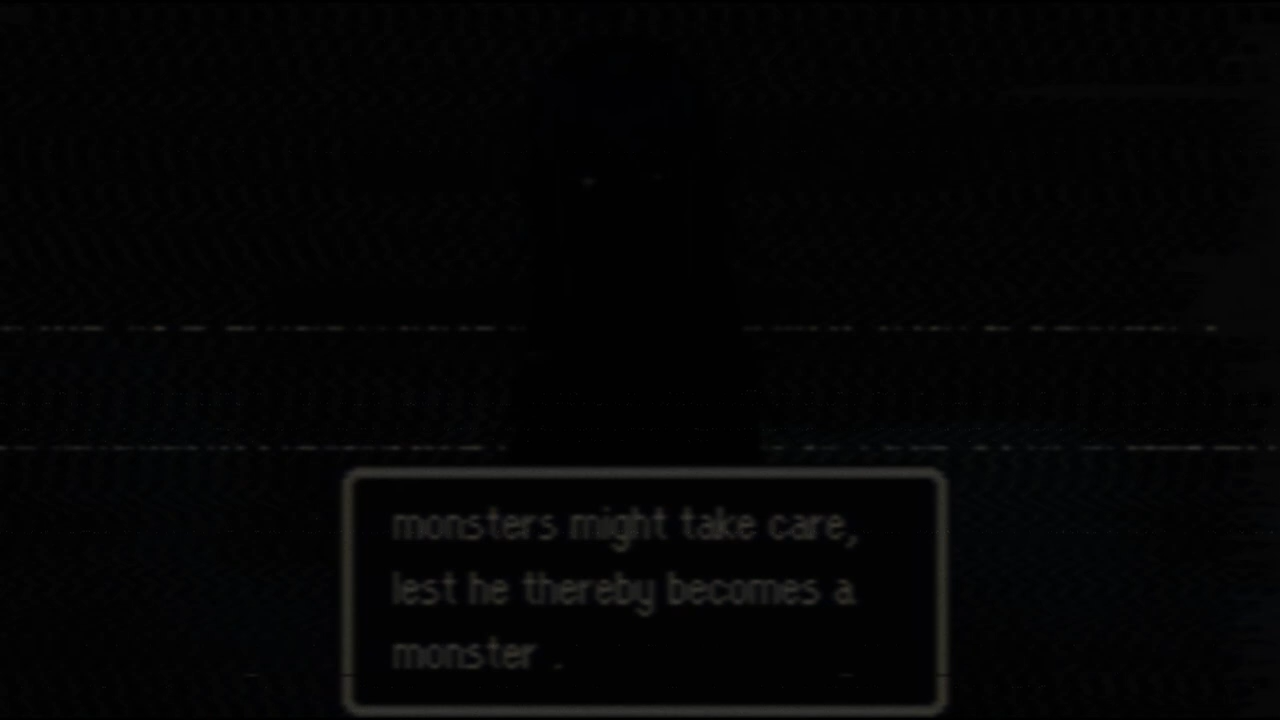 monsters might take care,
lest he thereby becomes a
monster .